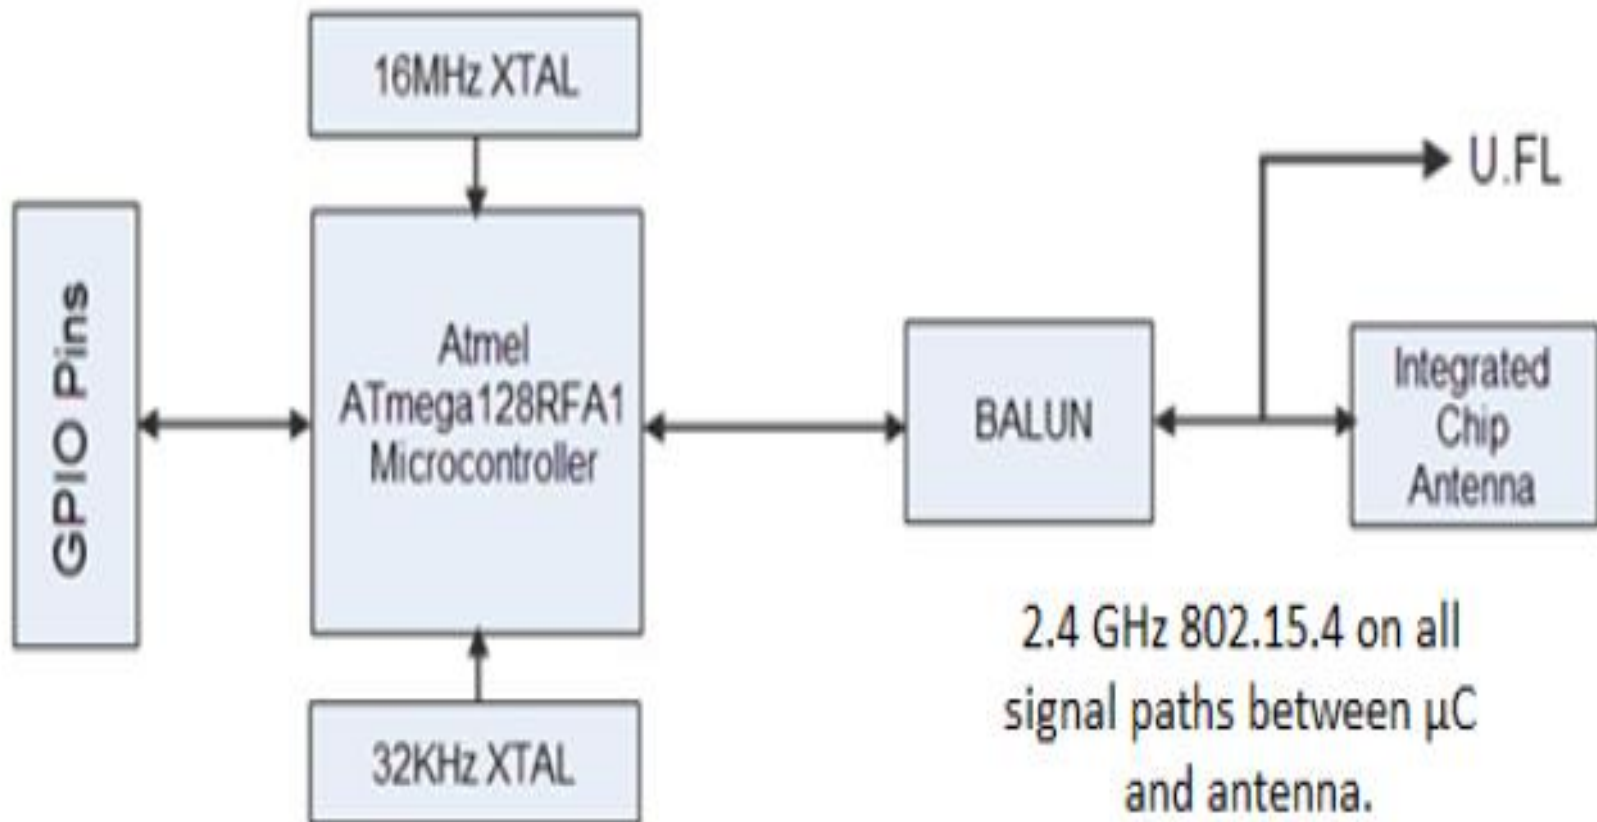 16MHz XTAL
U.FL
GPIO Pins
Atmel
ATmega128RFA1
Microcontroller
BALUN
Integrated
Chip
Antenna
2.4 GHz 802.15.4 on all
signal paths between µC
and antenna.
32KHz XTAL